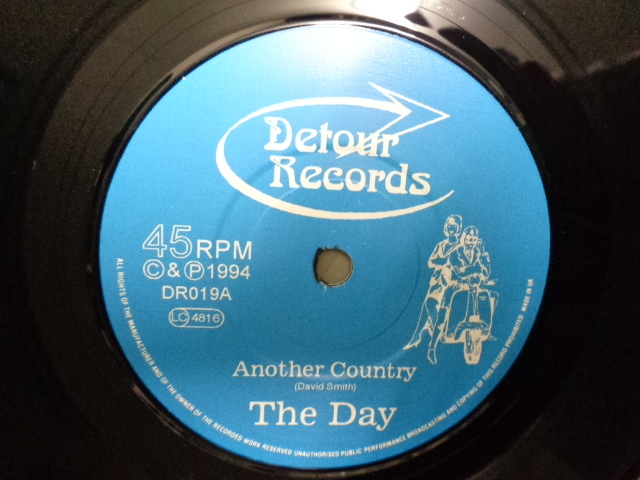 Detour
Records
45 RPM
© & ℗ 1994
DR019A
LC 4816
Another Country
(David Smith)
The Day
ALL RIGHTS OF THE MANUFACTURER AND OF THE OWNER OF THE RECORDED WORK RESERVED UNAUTHORISED PUBLIC PERFORMANCE BROADCASTING AND COPYING OF THIS RECORD PROHIBITED MADE IN UK